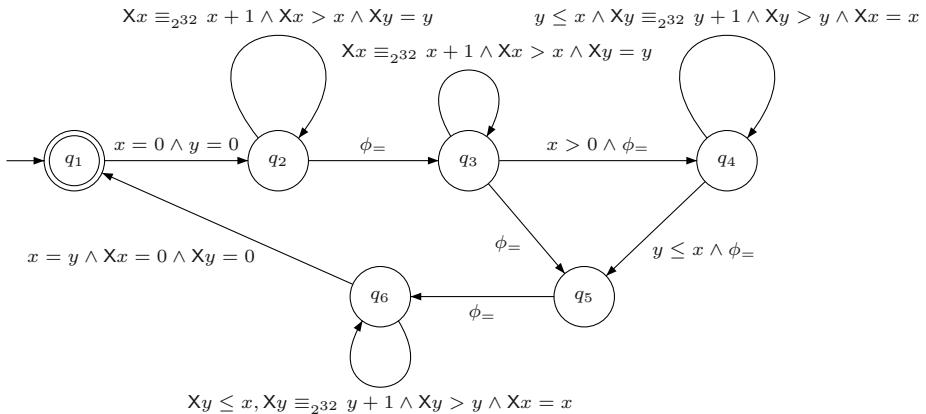 Xx ≡₂³² x + 1 ∧ Xx > x ∧ Xy = y
y ≤ x ∧ Xy ≡₂³² y + 1 ∧ Xy > y ∧ Xx = x
Xx ≡₂³² x + 1 ∧ Xx > x ∧ Xy = y
q₁
x = 0 ∧ y = 0
q₂
ϕ₌
q₃
x > 0 ∧ ϕ₌
q₄
ϕ₌
y ≤ x ∧ ϕ₌
x = y ∧ Xx = 0 ∧ Xy = 0
q₆
ϕ₌
q₅
Xy ≤ x, Xy ≡₂³² y + 1 ∧ Xy > y ∧ Xx = x